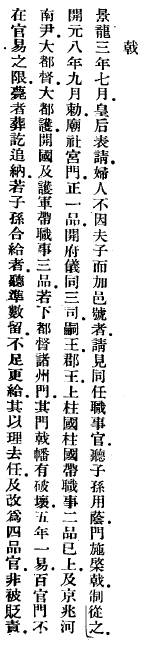 戟
景龍三年七月皇后表請婦人不因夫子而加邑號者請見同任職事官聽子孫用蔭門施棨戟制從之
開元八年九月勅廟社宮門正一品開府儀同三司嗣王郡王上柱國柱國帶職事二品已上及京兆河
南尹大都督大都護開國及護軍帶職事三品若下都督諸州門其門戟幡有破壞五年一易百官門不
在官易之限薨者葬訖追納若子孫合給者聽準數留不足更給其以理去任及改爲四品官非被貶責